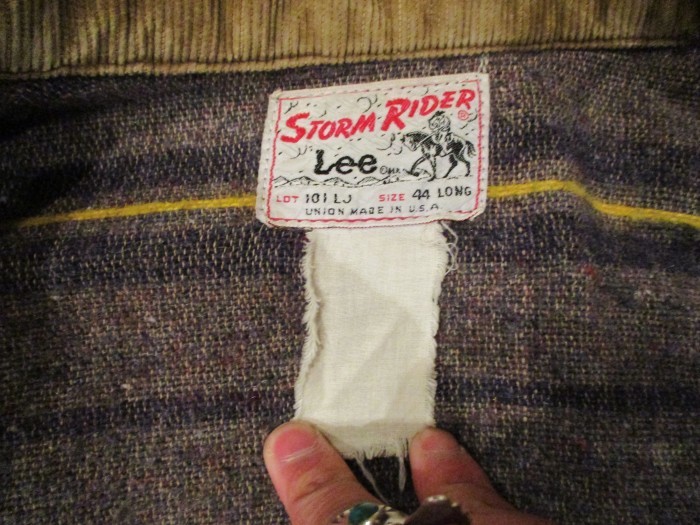 STORM RIDER ®
Lee
LOT 101 LJ SIZE 44 LONG
UNION MADE IN U.S.A.